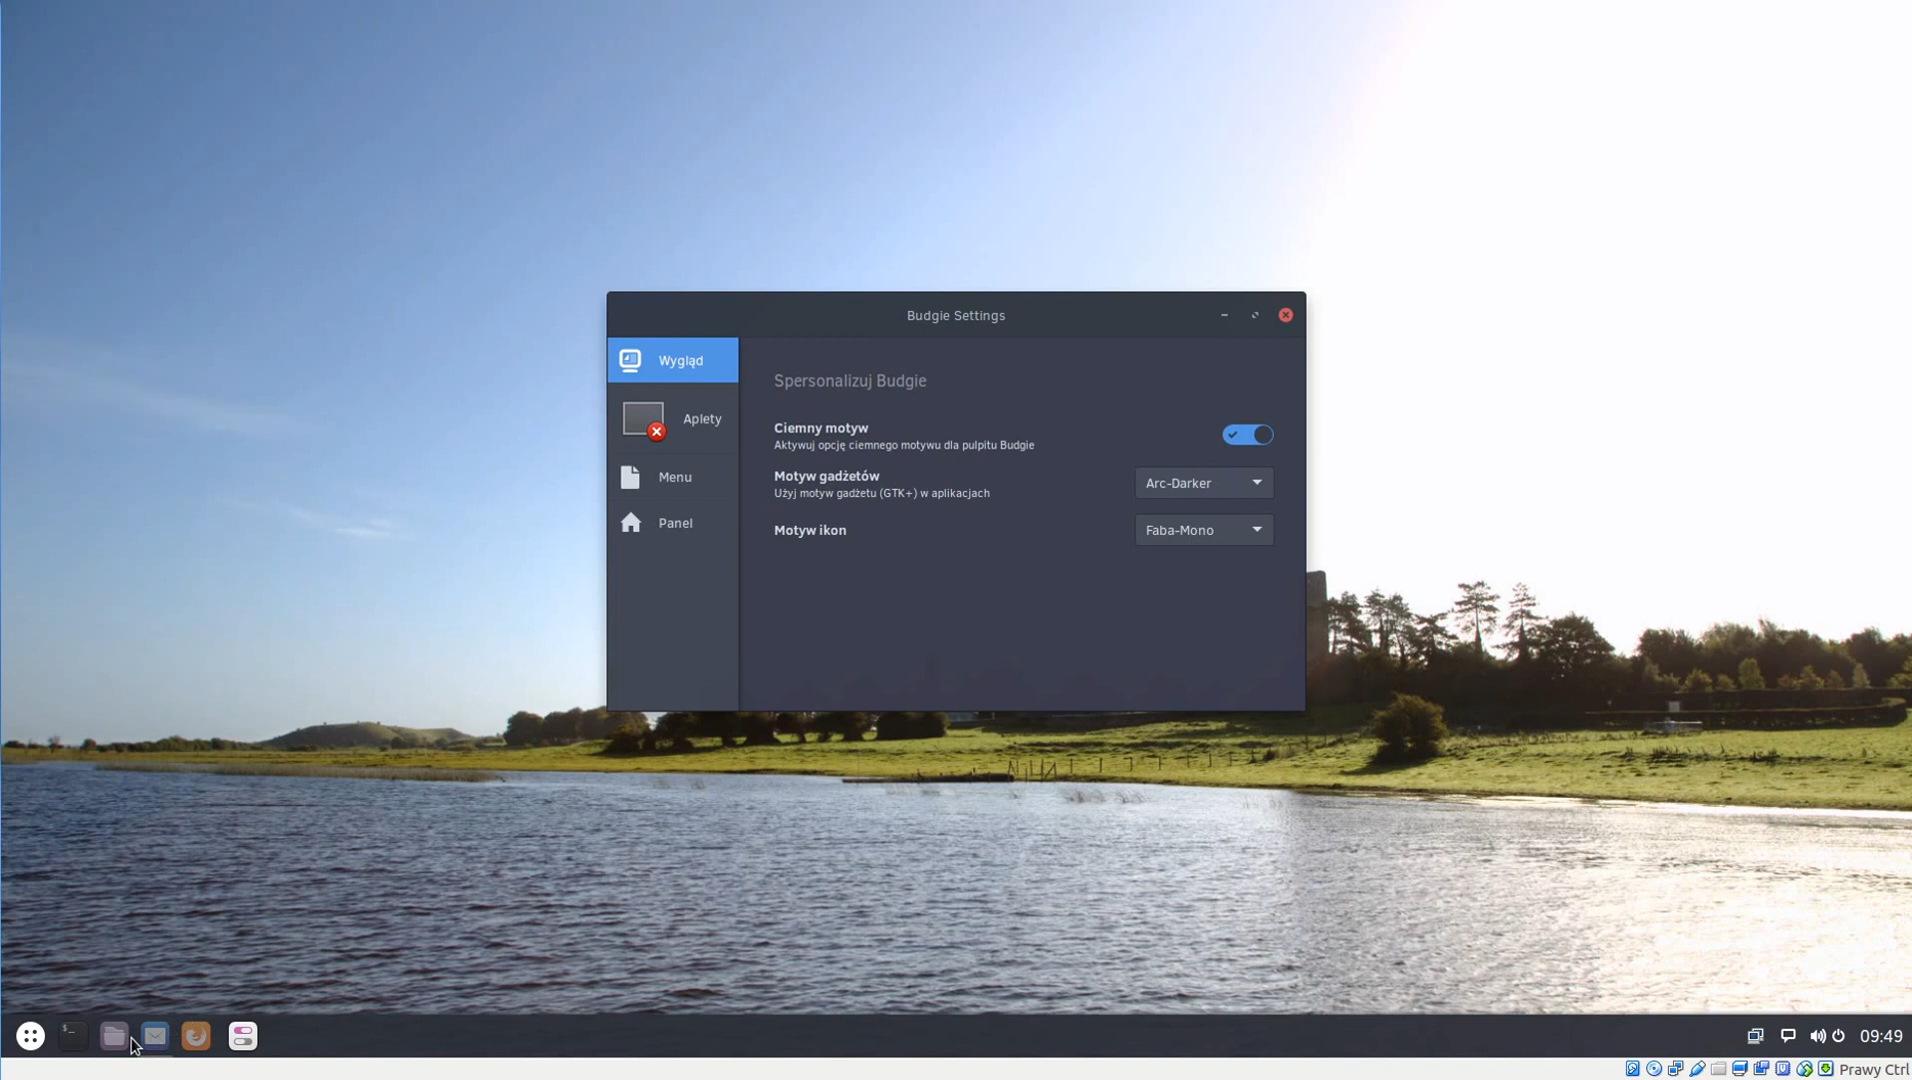 Budgie Settings
Wygląd
Aplety
Menu
Panel
Spersonalizuj Budgie
Ciemny motyw
Aktywuj opcję ciemnego motywu dla pulpitu Budgie
Motyw gadżetów
Użyj motyw gadżetu (GTK+) w aplikacjach
Arc-Darker
Motyw ikon
Faba-Mono
$_
09:49
Prawy Ctrl